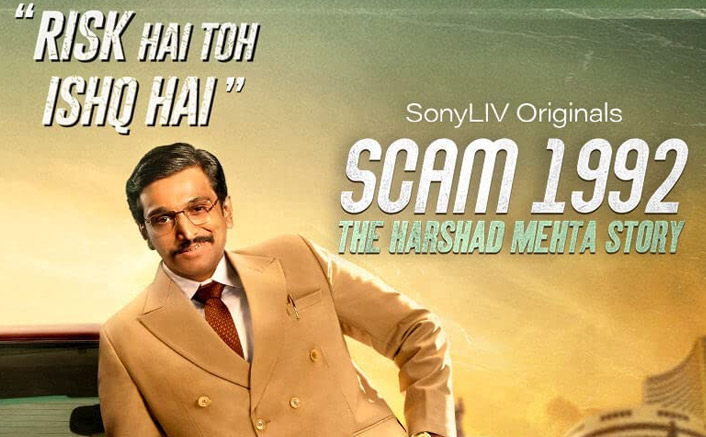 “RISK HAI TOH
ISHQ HAI”
SonyLIV Originals
SCAM 1992
THE HARSHAD MEHTA STORY